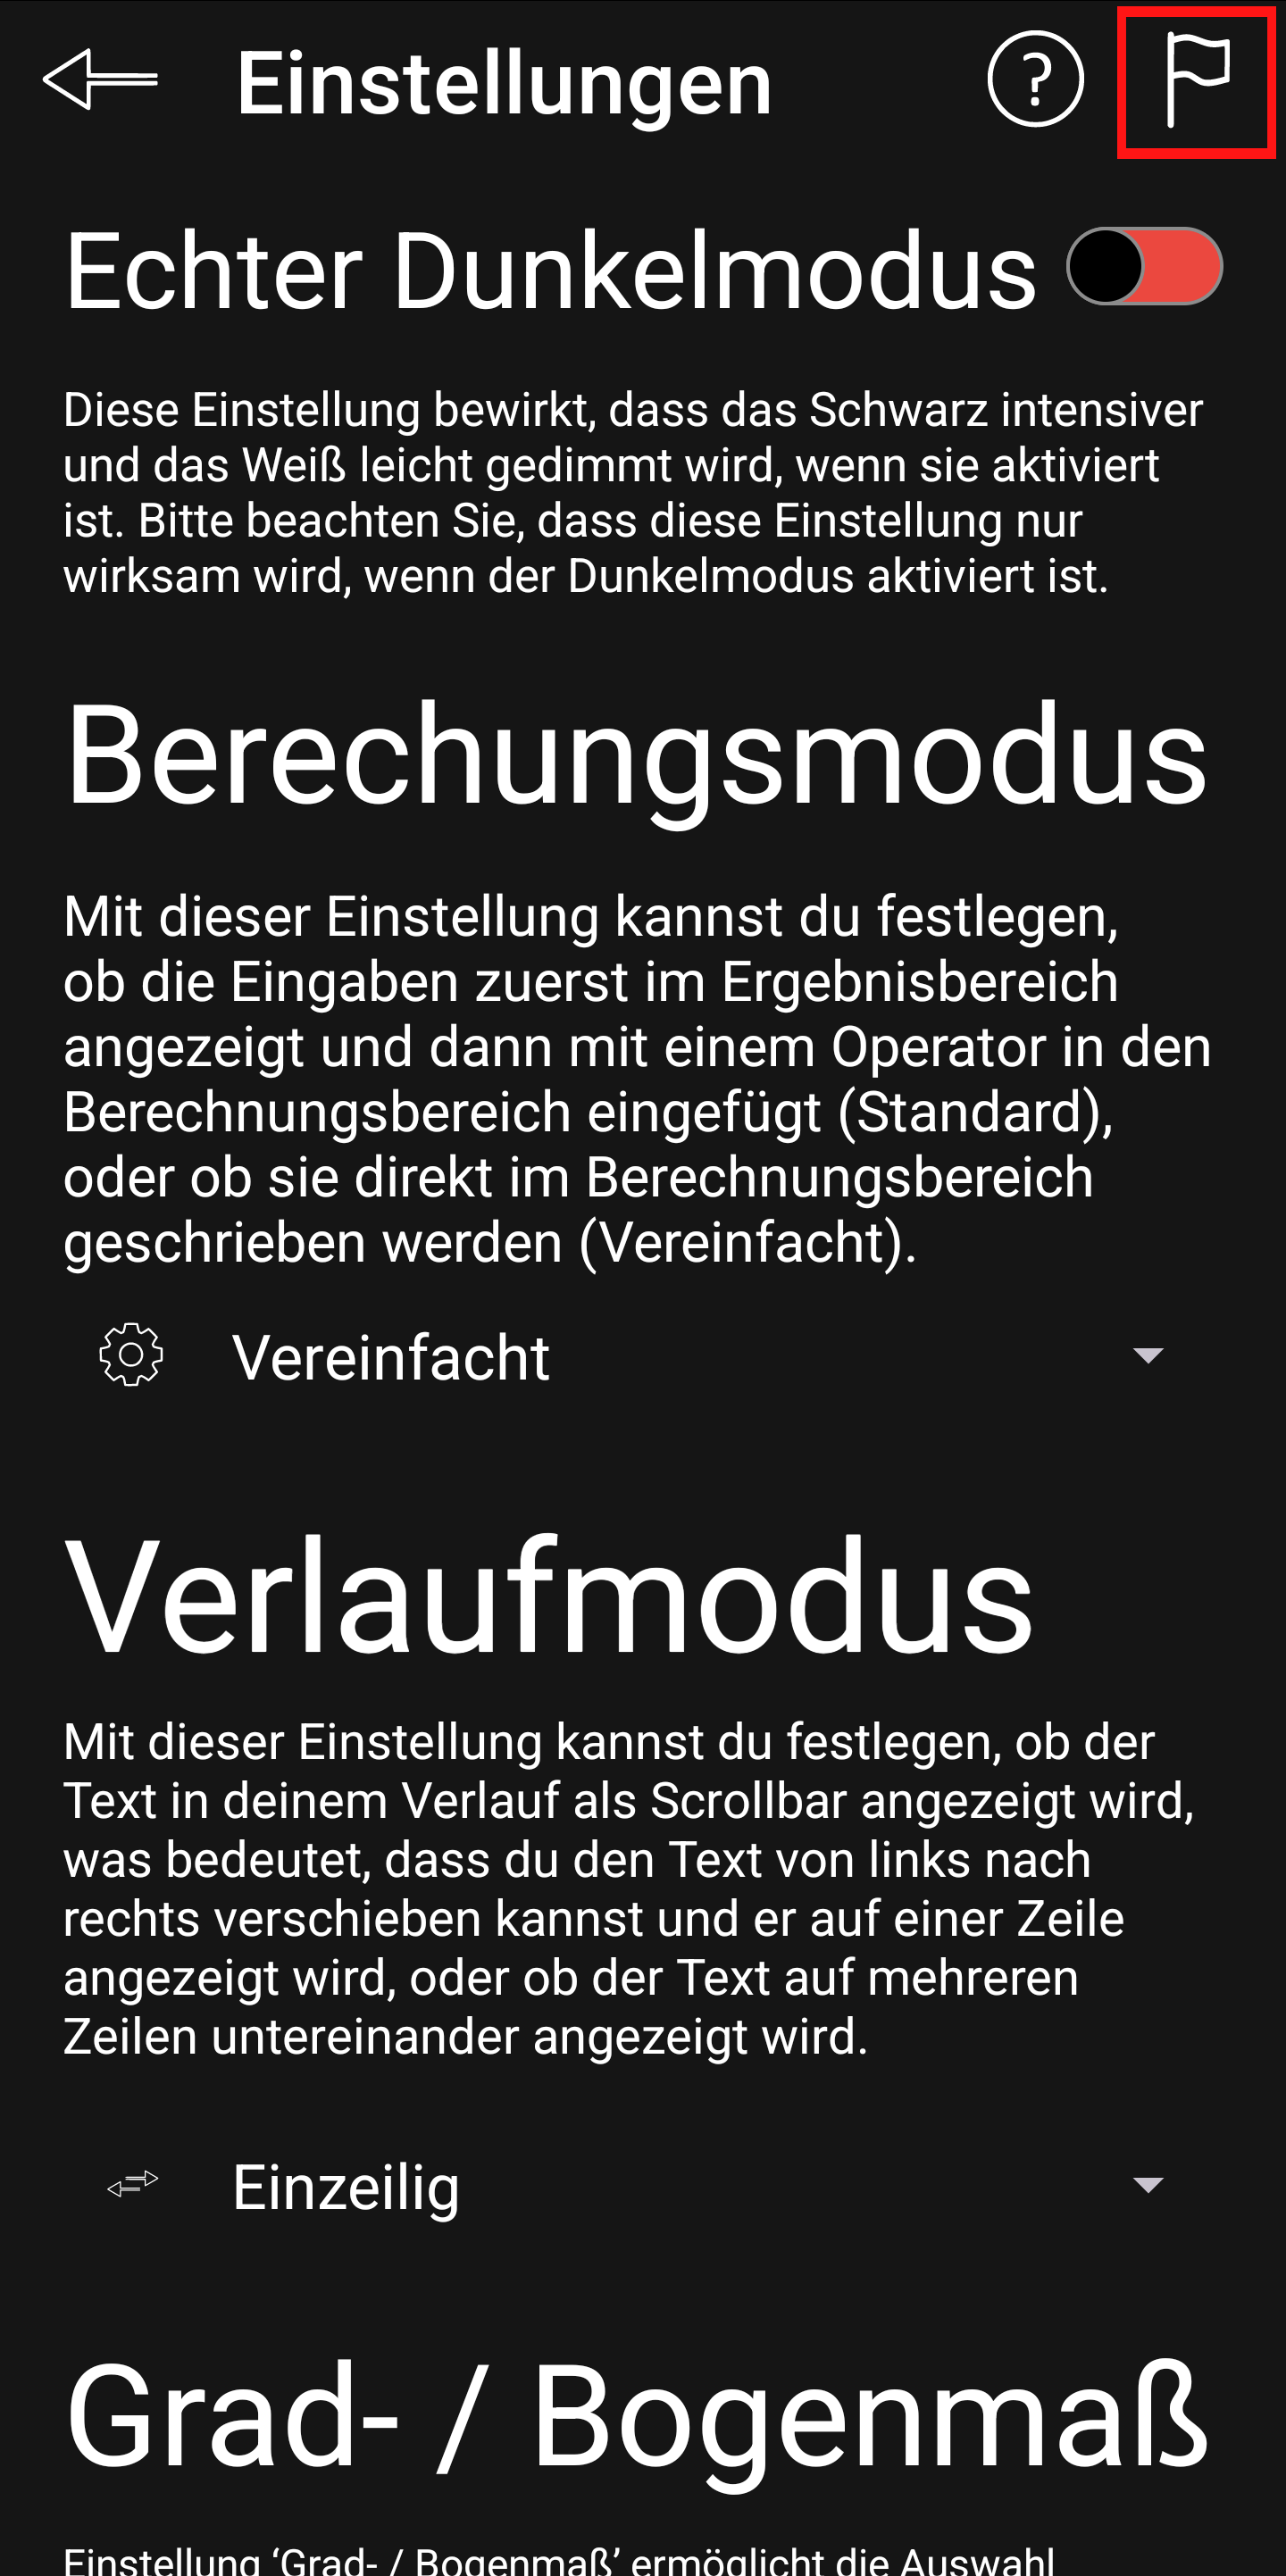 Einstellungen
Echter Dunkelmodus
Diese Einstellung bewirkt, dass das Schwarz intensiver
und das Weiß leicht gedimmt wird, wenn sie aktiviert
ist. Bitte beachten Sie, dass diese Einstellung nur
wirksam wird, wenn der Dunkelmodus aktiviert ist.
Berechungsmodus
Mit dieser Einstellung kannst du festlegen,
ob die Eingaben zuerst im Ergebnisbereich
angezeigt und dann mit einem Operator in den
Berechnungsbereich eingefügt (Standard),
oder ob sie direkt im Berechnungsbereich
geschrieben werden (Vereinfacht).
Vereinfacht
Verlaufmodus
Mit dieser Einstellung kannst du festlegen, ob der
Text in deinem Verlauf als Scrollbar angezeigt wird,
was bedeutet, dass du den Text von links nach
rechts verschieben kannst und er auf einer Zeile
angezeigt wird, oder ob der Text auf mehreren
Zeilen untereinander angezeigt wird.
Einzeilig
Grad- / Bogenmaß
Einstellung ‘Grad- / Bogenmaß’ ermöglicht die Auswahl